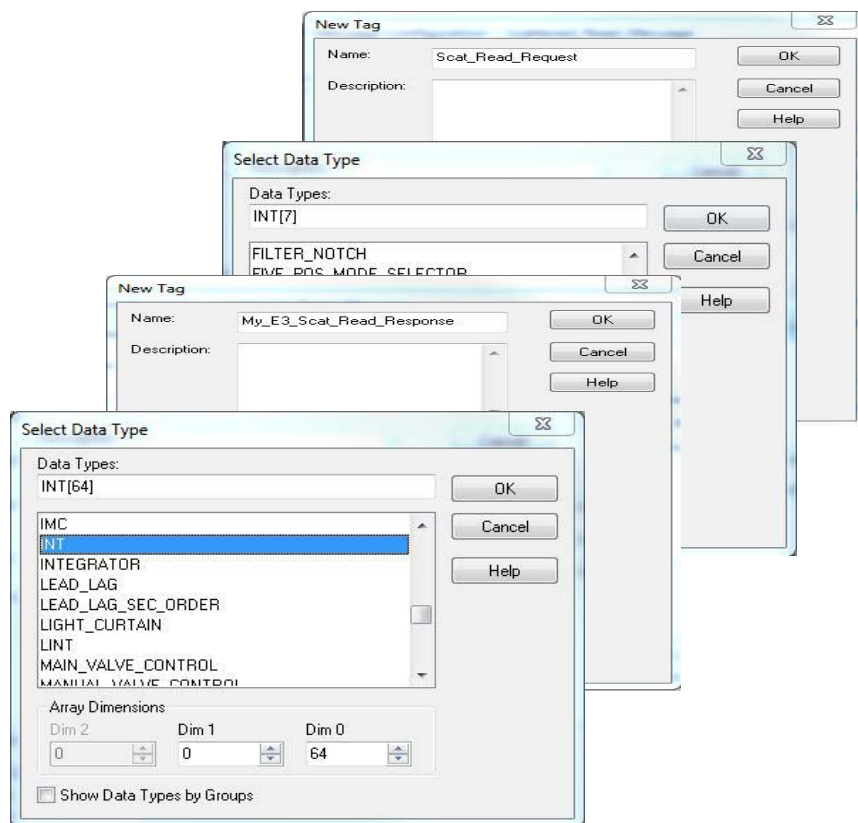 New Tag
Name: Scat_Read_Request OK
Description: Cancel
Help
Select Data Type
Data Types:
INT[7] OK
FILTER_NOTCH Cancel
FIVE_POS_MODE_SELECTOR
Help
New Tag
Name: My_E3_Scat_Read_Response OK
Description: Cancel
Help
Select Data Type
Data Types:
INT[64] OK
IMC Cancel
INT
INTEGRATOR Help
LEAD_LAG
LEAD_LAG_SEC_ORDER
LIGHT_CURTAIN
LINT
MAIN_VALVE_CONTROL
MANUAL_VALVE_CONTROL
Array Dimensions
Dim 2 Dim 1 Dim 0
0 0 64
Show Data Types by Groups